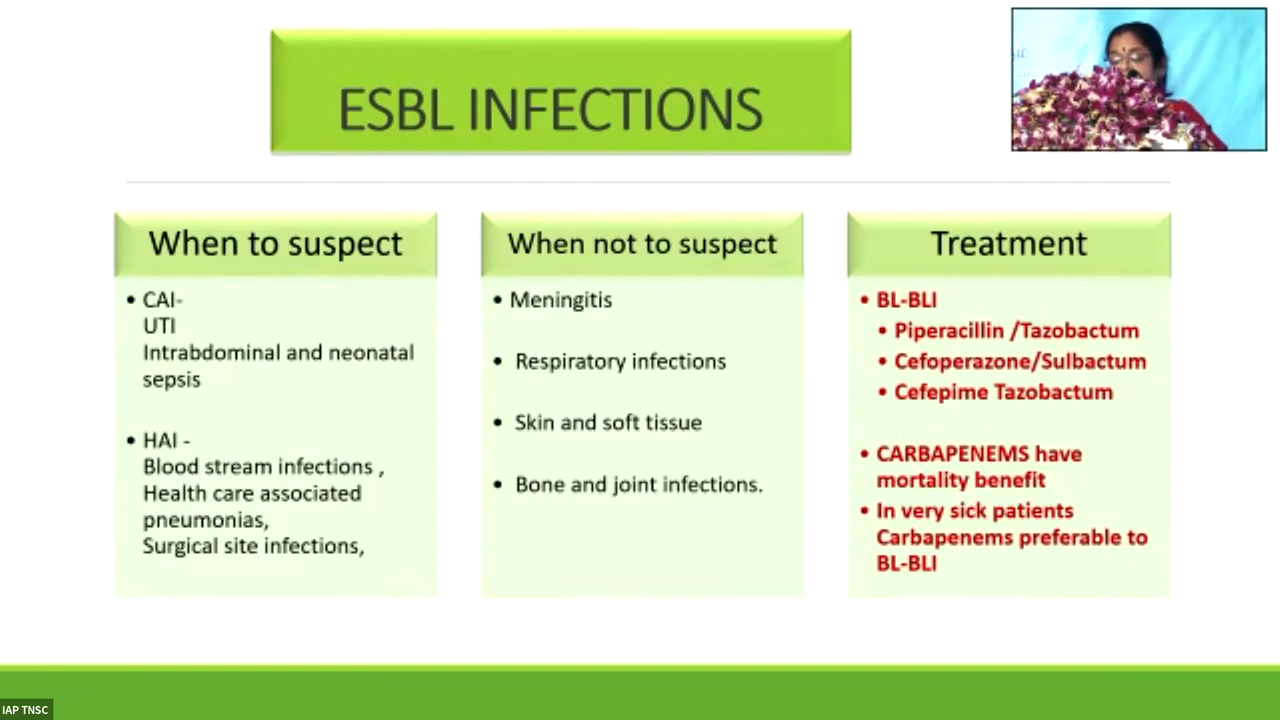 ESBL INFECTIONS
When to suspect
• CAI-
UTI
Intrabdominal and neonatal
sepsis
• HAI -
Blood stream infections ,
Health care associated
pneumonias,
Surgical site infections,
When not to suspect
• Meningitis
• Respiratory infections
• Skin and soft tissue
• Bone and joint infections.
Treatment
• BL-BLI
• Piperacillin /Tazobactum
• Cefoperazone/Sulbactum
• Cefepime Tazobactum
• CARBAPENEMS have
mortality benefit
• In very sick patients
Carbapenems preferable to
BL-BLI
IAP TNSC